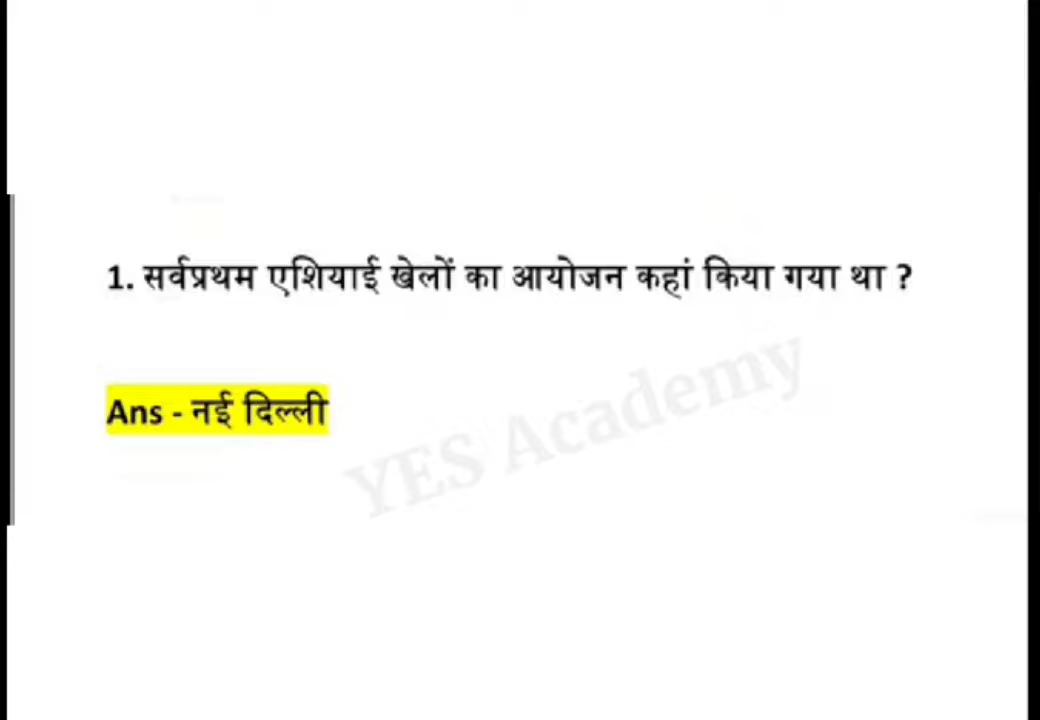 1. सर्वप्रथम एशियाई खेलों का आयोजन कहां किया गया था ?
Ans - नई दिल्ली
YES Academy